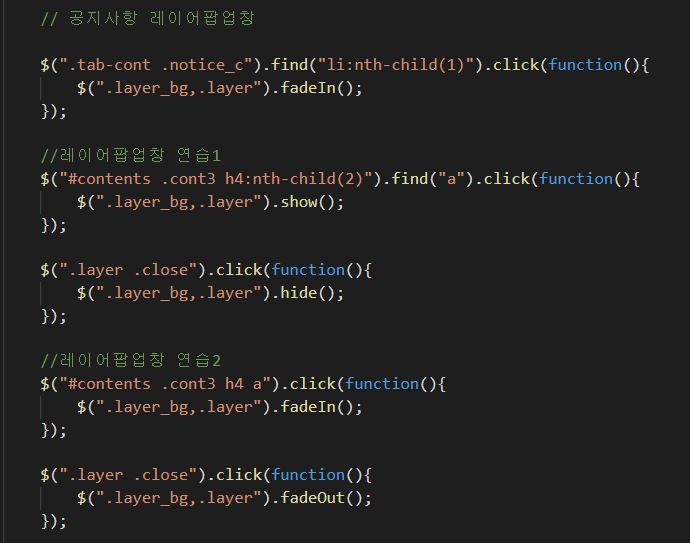 // 공지사항 레이어팝업창
$(".tab-cont .notice_c").find("li:nth-child(1)").click(function(){
$(".layer_bg,.layer").fadeIn();
});
//레이어팝업창 연습1
$("#contents .cont3 h4:nth-child(2)").find("a").click(function(){
$(".layer_bg,.layer").show();
});
$(".layer .close").click(function(){
$(".layer_bg,.layer").hide();
});
//레이어팝업창 연습2
$("#contents .cont3 h4 a").click(function(){
$(".layer_bg,.layer").fadeIn();
});
$(".layer .close").click(function(){
$(".layer_bg,.layer").fadeOut();
});